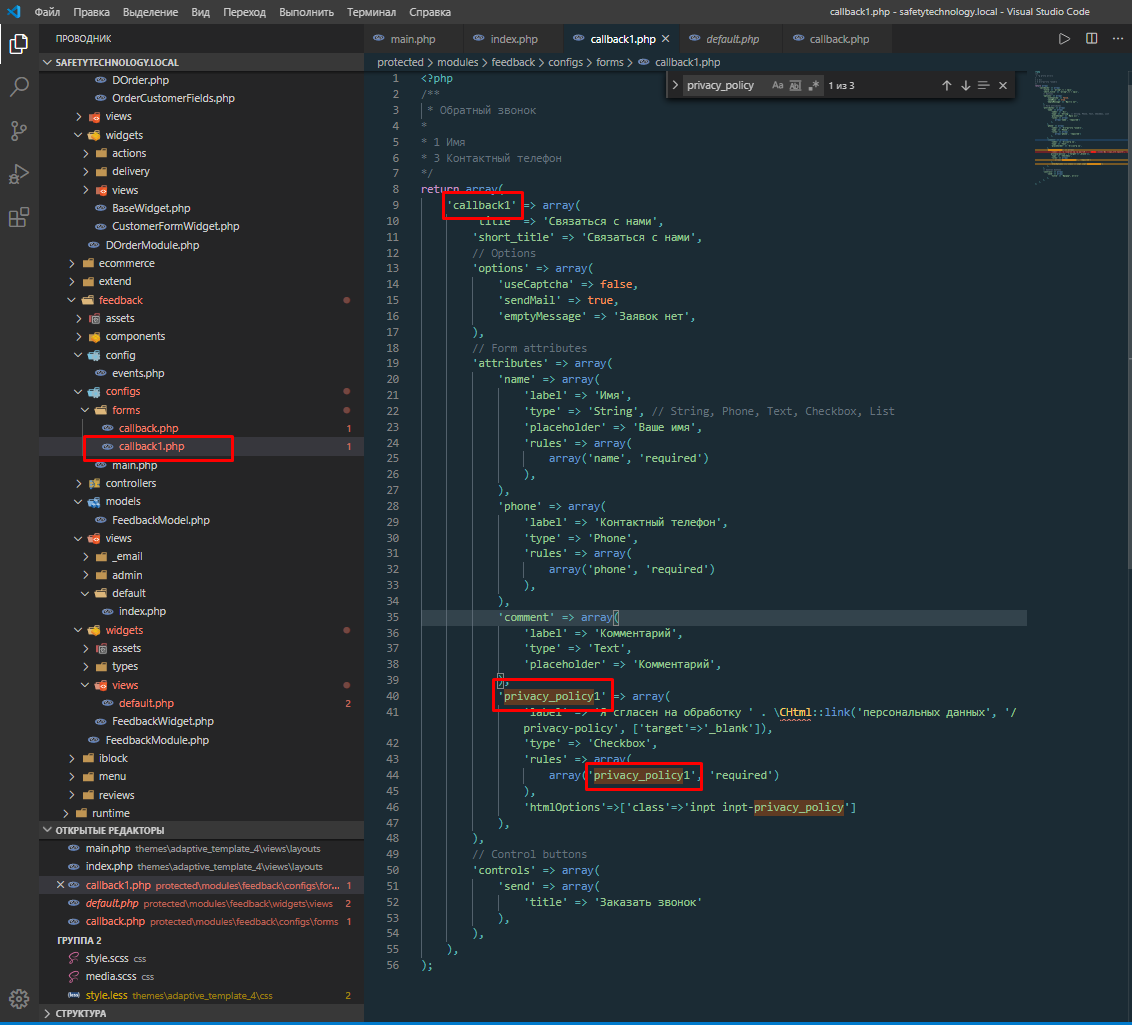 Файл Правка Выделение Вид Переход Выполнить Терминал Справка
callback1.php - safetytechnology.local - Visual Studio Code
ПРОВОДНИК
SAFETYTECHNOLOGY.LOCAL
DOrder.php
OrderCustomerFields.php
views
widgets
actions
delivery
views
BaseWidget.php
CustomerFormWidget.php
DOrderModule.php
ecommerce
extend
feedback
assets
components
config
events.php
configs
forms
callback.php 1
callback1.php 1
main.php
controllers
models
FeedbackModel.php
views
_email
admin
default
index.php
widgets
assets
types
views
default.php 2
FeedbackWidget.php
FeedbackModule.php
iblock
menu
reviews
runtime
ОТКРЫТЫЕ РЕДАКТОРЫ
main.php themes\adaptive_template_4\views\layouts
index.php themes\adaptive_template_4\views
callback1.php protected\modules\feedback\configs\for... 1
default.php protected\modules\feedback\widgets\views 2
callback.php protected\modules\feedback\configs\forms 1
ГРУППА 2
style.scss css
media.scss css
style.less themes\adaptive_template_4\css 2
СТРУКТУРА
main.php index.php callback1.php default.php callback.php
protected > modules > feedback > configs > forms > callback1.php
privacy_policy Aa Ab| .* 1 из 3
1 <?php
2 /**
3 * Обратный звонок
4 *
5 * 1 Имя
6 * 3 Контактный телефон
7 */
8 return array(
9 'callback1' => array(
10 'title' => 'Связаться с нами',
11 'short_title' => 'Связаться с нами',
12 // Options
13 'options' => array(
14 'useCaptcha' => false,
15 'sendMail' => true,
16 'emptyMessage' => 'Заявок нет',
17 ),
18 // Form attributes
19 'attributes' => array(
20 'name' => array(
21 'label' => 'Имя',
22 'type' => 'String', // String, Phone, Text, Checkbox, List
23 'placeholder' => 'Ваше имя',
24 'rules' => array(
25 array('name', 'required')
26 ),
27 ),
28 'phone' => array(
29 'label' => 'Контактный телефон',
30 'type' => 'Phone',
31 'rules' => array(
32 array('phone', 'required')
33 ),
34 ),
35 'comment' => array(
36 'label' => 'Комментарий',
37 'type' => 'Text',
38 'placeholder' => 'Комментарий',
39 ),
40 'privacy_policy1' => array(
41 'label' => 'Я сгласен на обработку ' . \CHtml::link('персональных данных', '/
privacy-policy', ['target'=>'_blank']),
42 'type' => 'Checkbox',
43 'rules' => array(
44 array('privacy_policy1', 'required')
45 ),
46 'htmlOptions'=>['class'=>'inpt inpt-privacy_policy']
47 ),
48 ),
49 // Control buttons
50 'controls' => array(
51 'send' => array(
52 'title' => 'Заказать звонок'
53 ),
54 ),
55 ),
56 );